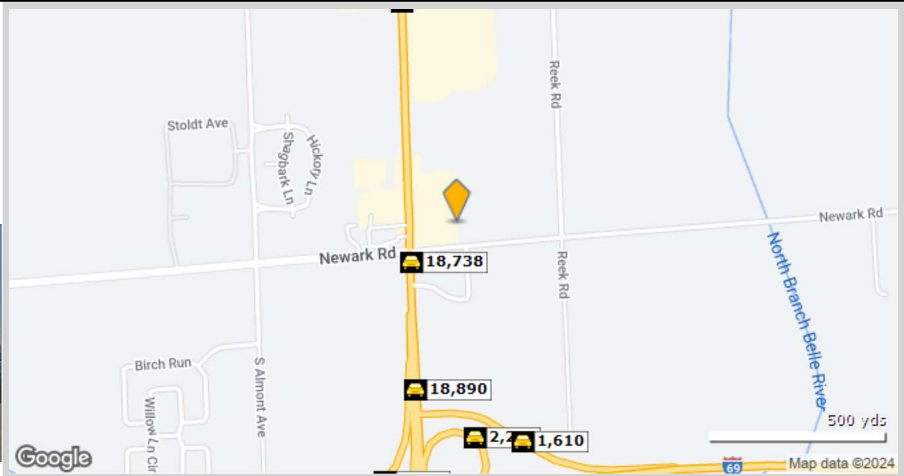 Stoldt Ave
Shagbark Ln
Hickory Ln
Reek Rd
Newark Rd
Newark Rd
18,738
Reek Rd
North Branch Belle River
Birch Run
S Almont Ave
Willow Ln Cir
18,890
1,610
500 yds
69
Google
Map data ©2024